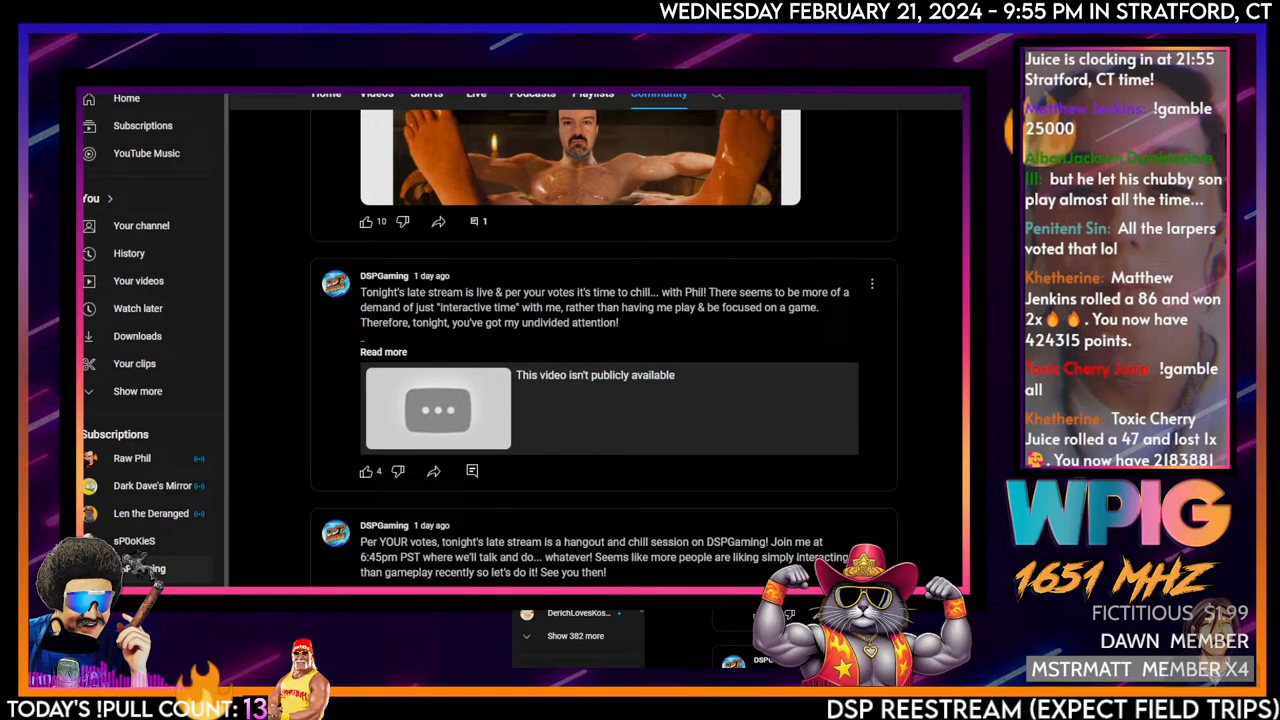 WEDNESDAY FEBRUARY 21, 2024 - 9:55 PM IN STRATFORD, CT
Home
Videos
Shorts
Live
Podcasts
Playlists
Community
Home
Subscriptions
YouTube Music
You
Your channel
History
Your videos
Watch later
Downloads
Your clips
Show more
Subscriptions
Raw Phil
Dark Dave's Mirror
Len the Deranged
sP0oKieS
10
1
DSPGaming 1 day ago
Tonight's late stream is live & per your votes it's time to chill... with Phil! There seems to be more of a
demand of just "interactive time" with me, rather than having me play & be focused on a game.
Therefore, tonight, you've got my undivided attention!
Read more
This video isn't publicly available
4
DSPGaming 1 day ago
Per YOUR votes, tonight's late stream is a hangout and chill session on DSPGaming! Join me at
6:45pm PST where we'll talk and do... whatever! Seems like more people are liking simply interacting
than gameplay recently so let's do it! See you then!
DerichLovesKos...
Show 382 more
Juice is clocking in at 21:55
Stratford, CT time!
Matthew Jenkins: !gamble
25000
AlbanJackson Dumbledore
III: but he let his chubby son
play almost all the time...
Penitent Sin: All the larpers
voted that lol
Khetherine: Matthew
Jenkins rolled a 86 and won
2x🔥🔥. You now have
424315 points.
Toxic Cherry Juice: !gamble
all
Khetherine: Toxic Cherry
Juice rolled a 47 and lost 1x
🥰. You now have 2183881
WPIG
1651 MHZ
FICTITIOUS $1.99
DAWN MEMBER
MSTRMATT MEMBER X4
TODAY'S !PULL COUNT: 13
DSP REESTREAM (EXPECT FIELD TRIPS)